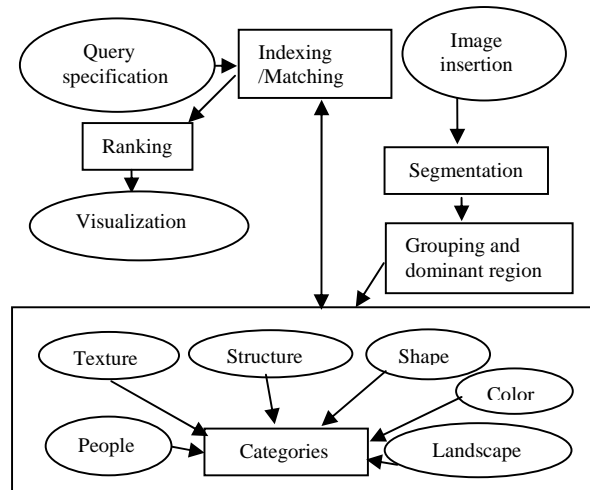 Query
specification
Indexing
/Matching
Image
insertion
Ranking
Segmentation
Visualization
Grouping and
dominant region
Texture
Structure
Shape
Color
People
Categories
Landscape